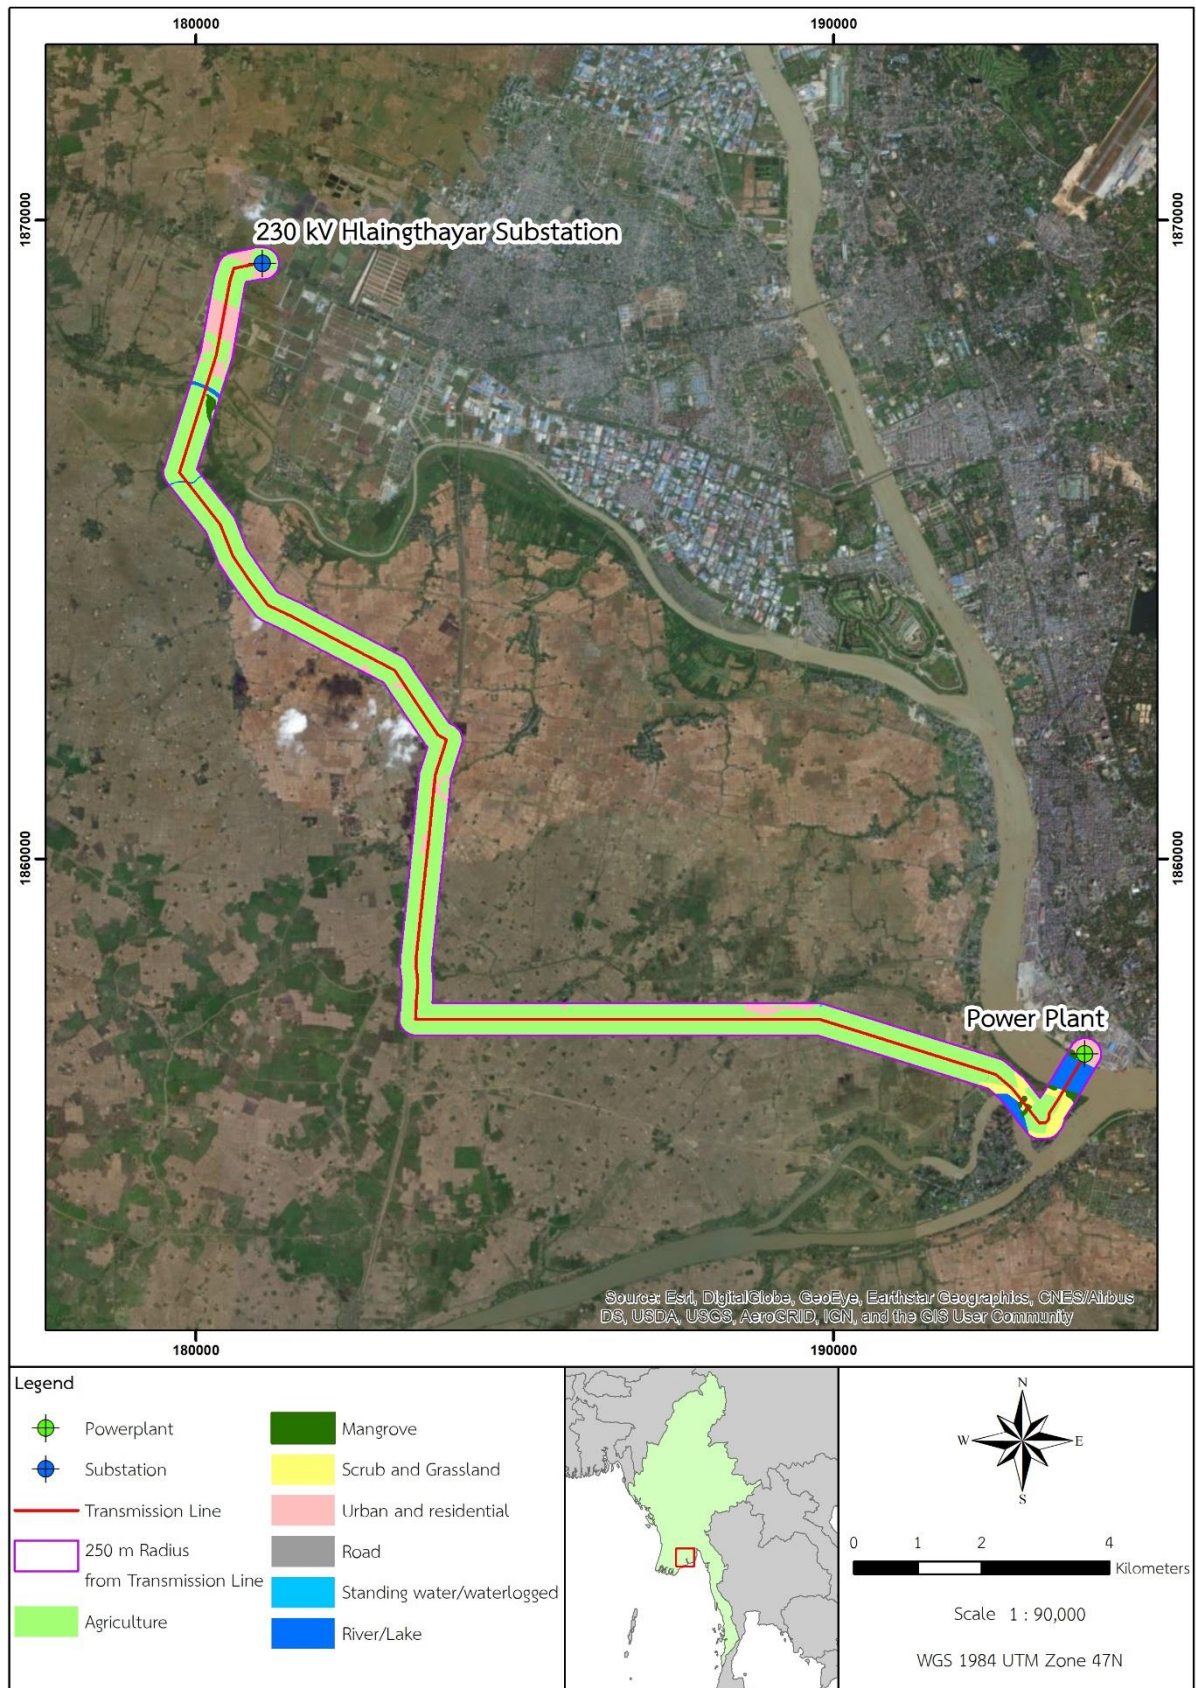 180000
190000
1870000
1870000
230 kV Hlaingthayar Substation
1860000
1860000
Power Plant
Source: Esri, DigitalGlobe, GeoEye, Earthstar Geographics, CNES/Airbus
DS, USDA, USGS, AeroGRID, IGN, and the GIS User Community
180000
190000
Legend
Powerplant
Substation
Transmission Line
250 m Radius
from Transmission Line
Agriculture
Mangrove
Scrub and Grassland
Urban and residential
Road
Standing water/waterlogged
River/Lake
N
W
E
S
0 1 2 4
Kilometers
Scale 1 : 90,000
WGS 1984 UTM Zone 47N